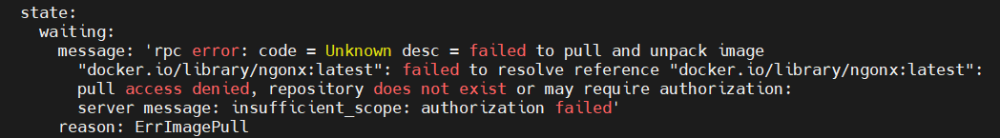 state:
waiting:
message: 'rpc error: code = Unknown desc = failed to pull and unpack image
"docker.io/library/ngonx:latest": failed to resolve reference "docker.io/library/ngonx:latest":
pull access denied, repository does not exist or may require authorization:
server message: insufficient_scope: authorization failed'
reason: ErrImagePull